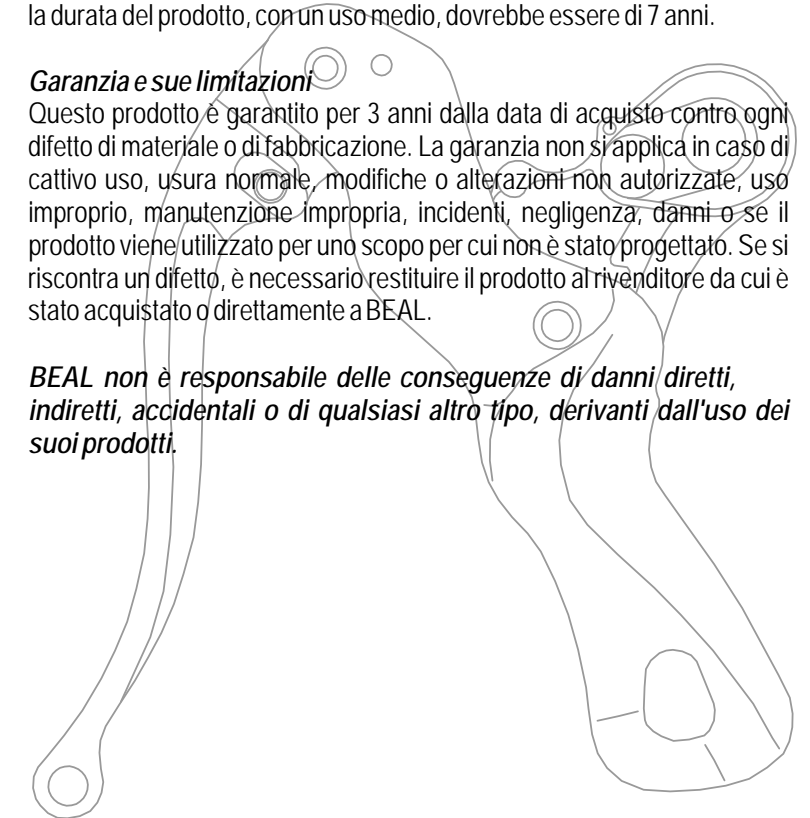 la durata del prodotto, con un uso medio, dovrebbe essere di 7 anni.
Garanzia e sue limitazioni
Questo prodotto è garantito per 3 anni dalla data di acquisto contro ogni
difetto di materiale o di fabbricazione. La garanzia non si applica in caso di
cattivo uso, usura normale, modifiche o alterazioni non autorizzate, uso
improprio, manutenzione impropria, incidenti, negligenza, danni o se il
prodotto viene utilizzato per uno scopo per cui non è stato progettato. Se si
riscontra un difetto, è necessario restituire il prodotto al rivenditore da cui è
stato acquistato o direttamente a BEAL.
BEAL non è responsabile delle conseguenze di danni diretti,
indiretti, accidentali o di qualsiasi altro tipo, derivanti dall'uso dei
suoi prodotti.